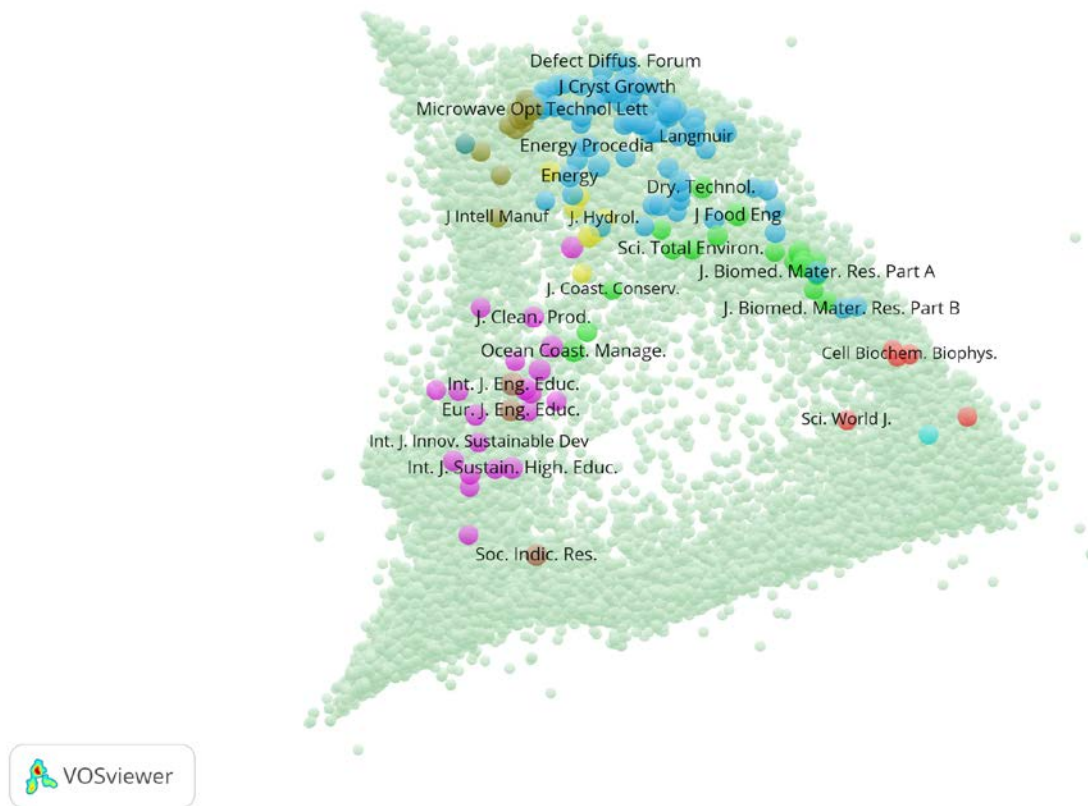 Defect Diffus. Forum
J Cryst Growth
Microwave Opt Technol Lett
Langmuir
Energy Procedia
Energy
Dry. Technol.
J Intell Manuf
J. Hydrol.
J Food Eng
Sci. Total Environ.
J. Biomed. Mater. Res. Part A
J. Coast. Conserv.
J. Biomed. Mater. Res. Part B
J. Clean. Prod.
Ocean Coast. Manage.
Cell Biochem. Biophys.
Int. J. Eng. Educ.
Eur. J. Eng. Educ.
Sci. World J.
Int. J. Innov. Sustainable Dev
Int. J. Sustain. High. Educ.
Soc. Indic. Res.
VOSviewer